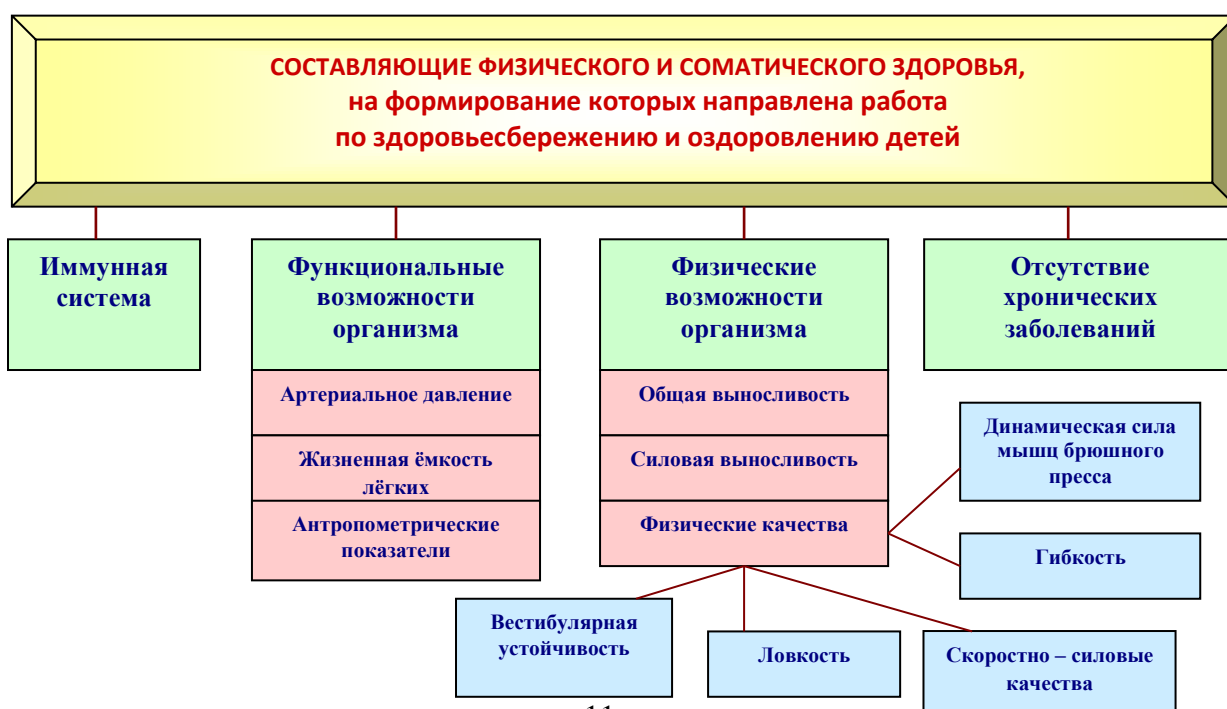 СОСТАВЛЯЮЩИЕ ФИЗИЧЕСКОГО И СОМАТИЧЕСКОГО ЗДОРОВЬЯ,
на формирование которых направлена работа
по здоровьесбережению и оздоровлению детей
Иммунная
система
Функциональные
возможности
организма
Артериальное давление
Жизненная ёмкость
лёгких
Антропометрические
показатели
Физические
возможности
организма
Общая выносливость
Силовая выносливость
Физические качества
Отсутствие
хронических
заболеваний
Динамическая сила
мышц брюшного
пресса
Гибкость
Вестибулярная
устойчивость
Ловкость
Скоростно – силовые
качества